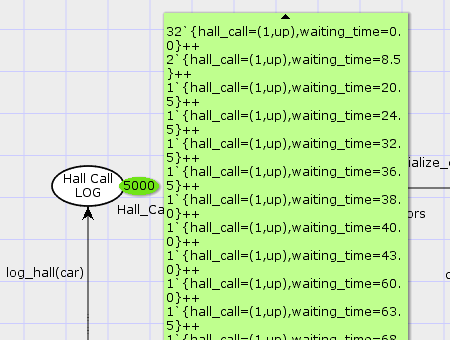 32`{hall_call=(1,up),waiting_time=0.
0}++
2`{hall_call=(1,up),waiting_time=8.5
}++
1`{hall_call=(1,up),waiting_time=20.
5}++
1`{hall_call=(1,up),waiting_time=24.
5}++
1`{hall_call=(1,up),waiting_time=32.
5}++
1`{hall_call=(1,up),waiting_time=36.
5}++
1`{hall_call=(1,up),waiting_time=38.
0}++
1`{hall_call=(1,up),waiting_time=40.
0}++
1`{hall_call=(1,up),waiting_time=43.
0}++
1`{hall_call=(1,up),waiting_time=60.
0}++
1`{hall_call=(1,up),waiting_time=63.
5}++
1`{hall_call=(1,up),waiting_time=68.
Hall Call
LOG
5000
Hall_Ca
log_hall(car)
ialize_
ors